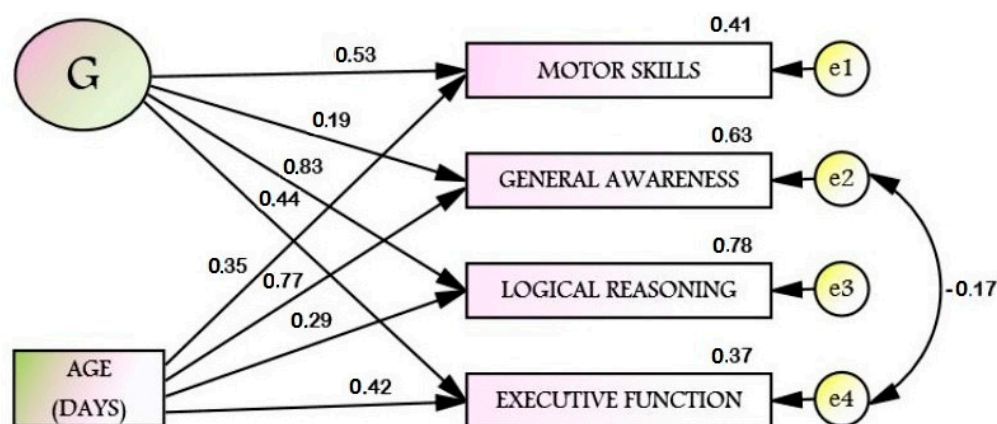 0.41
G
0.53
MOTOR SKILLS
e1
0.19
0.63
0.83
GENERAL AWARENESS
e2
0.44
0.78
0.35
0.77
LOGICAL REASONING
e3
-0.17
0.29
0.37
AGE
(DAYS)
0.42
EXECUTIVE FUNCTION
e4